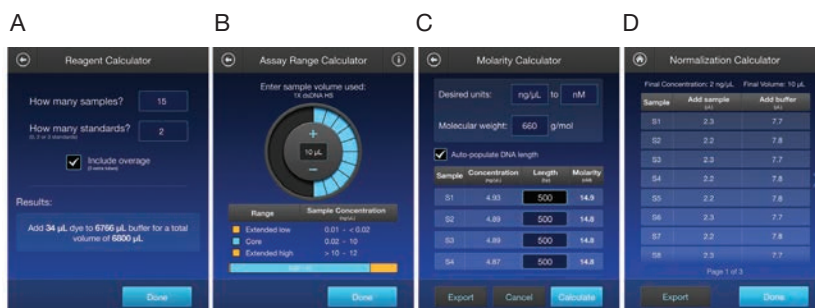 A
B
C
D
Reagent Calculator
How many samples? 15
How many standards? 2
Include overage
Results:
Add 34 µL dye to 6766 µL buffer for a total
volume of 6800 µL
Done
Assay Range Calculator
Enter sample volume used:
1X dsDNA HS
+
10 µL
−
Range Sample Concentration
Extended low 0.01 - < 0.02
Core 0.02 - 10
Extended high > 10 - 12
Done
Molarity Calculator
Desired units: ng/µL to nM
Molecular weight: 660 g/mol
Auto-populate DNA length
Sample Concentration Length Molarity
S1 4.93 500 14.9
S2 4.89 500 14.8
S3 4.89 500 14.8
S4 4.87 500 14.8
Export Cancel Calculate
Normalization Calculator
Final Concentration: 2 ng/µL Final Volume: 10 µL
Sample Add sample Add buffer
S1 2.3 7.7
S2 2.2 7.8
S3 2.3 7.7
S4 2.2 7.8
S5 2.2 7.8
S6 2.3 7.7
S7 2.2 7.8
S8 2.3 7.7
Page 1 of 3
Export Done